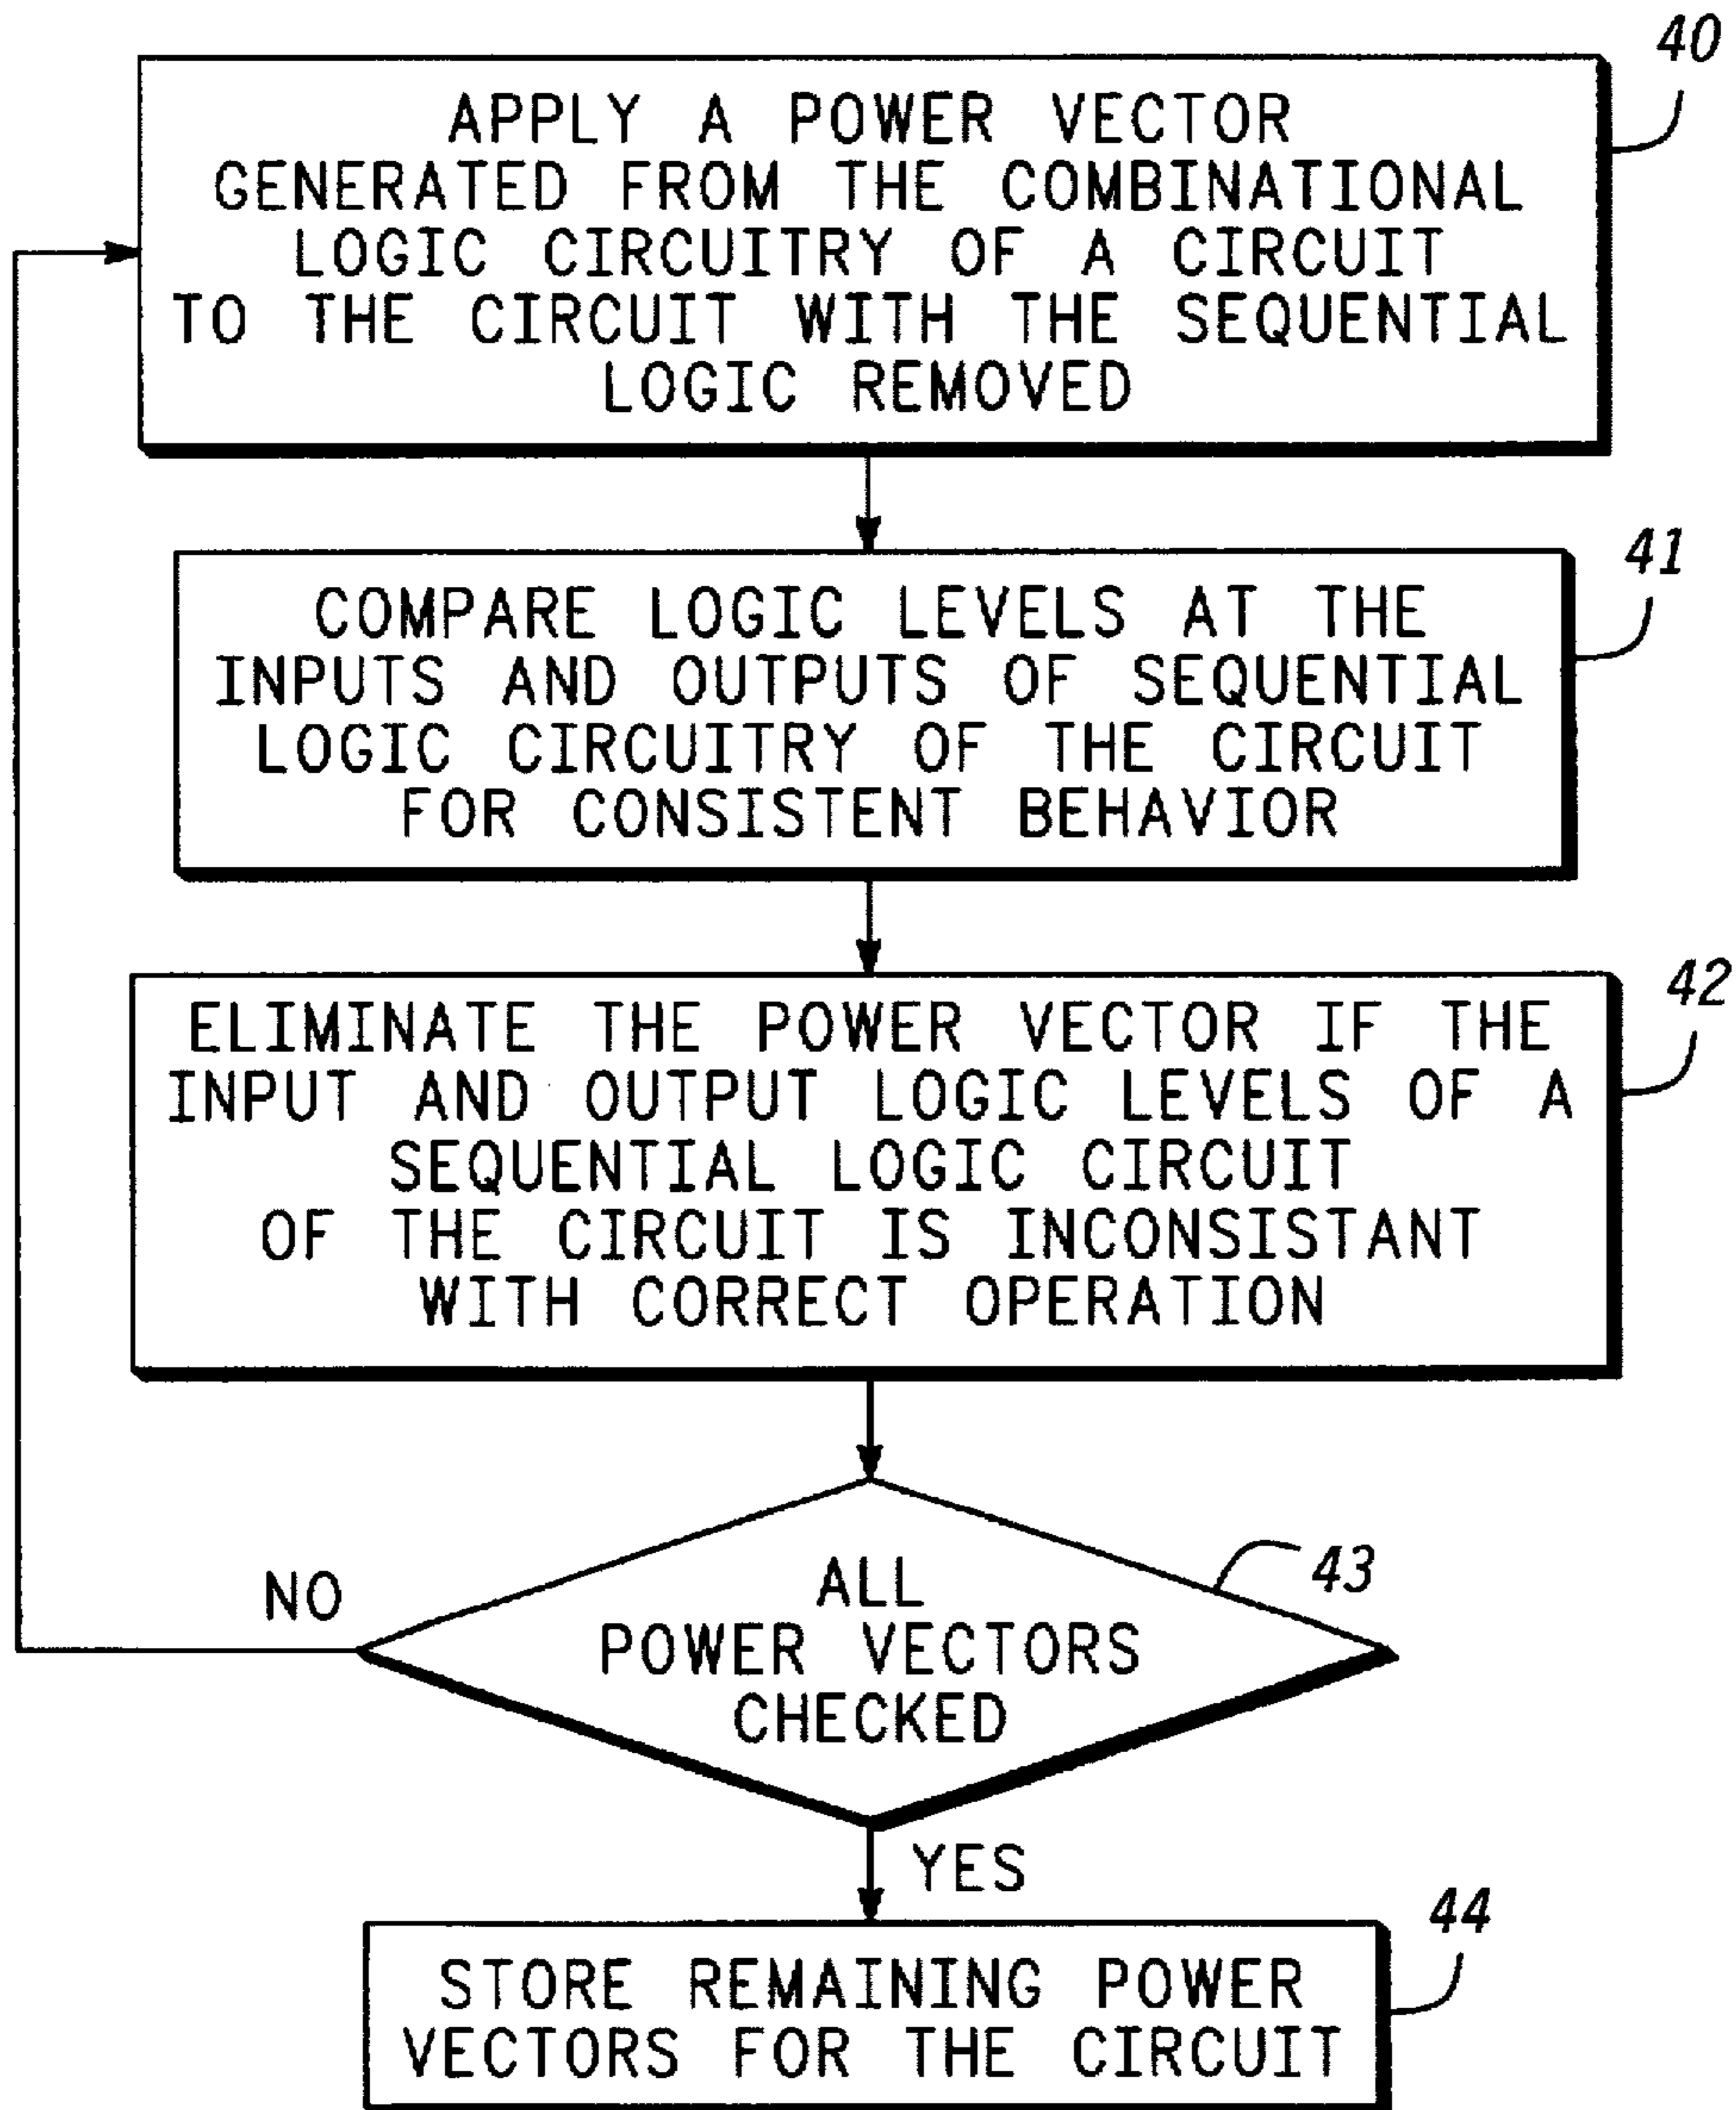 40
APPLY A POWER VECTOR
GENERATED FROM THE COMBINATIONAL
LOGIC CIRCUITRY OF A CIRCUIT
TO THE CIRCUIT WITH THE SEQUENTIAL
LOGIC REMOVED
41
COMPARE LOGIC LEVELS AT THE
INPUTS AND OUTPUTS OF SEQUENTIAL
LOGIC CIRCUITRY OF THE CIRCUIT
FOR CONSISTENT BEHAVIOR
42
ELIMINATE THE POWER VECTOR IF THE
INPUT AND OUTPUT LOGIC LEVELS OF A
SEQUENTIAL LOGIC CIRCUIT
OF THE CIRCUIT IS INCONSISTANT
WITH CORRECT OPERATION
43
NO
ALL
POWER VECTORS
CHECKED
YES
44
STORE REMAINING POWER
VECTORS FOR THE CIRCUIT